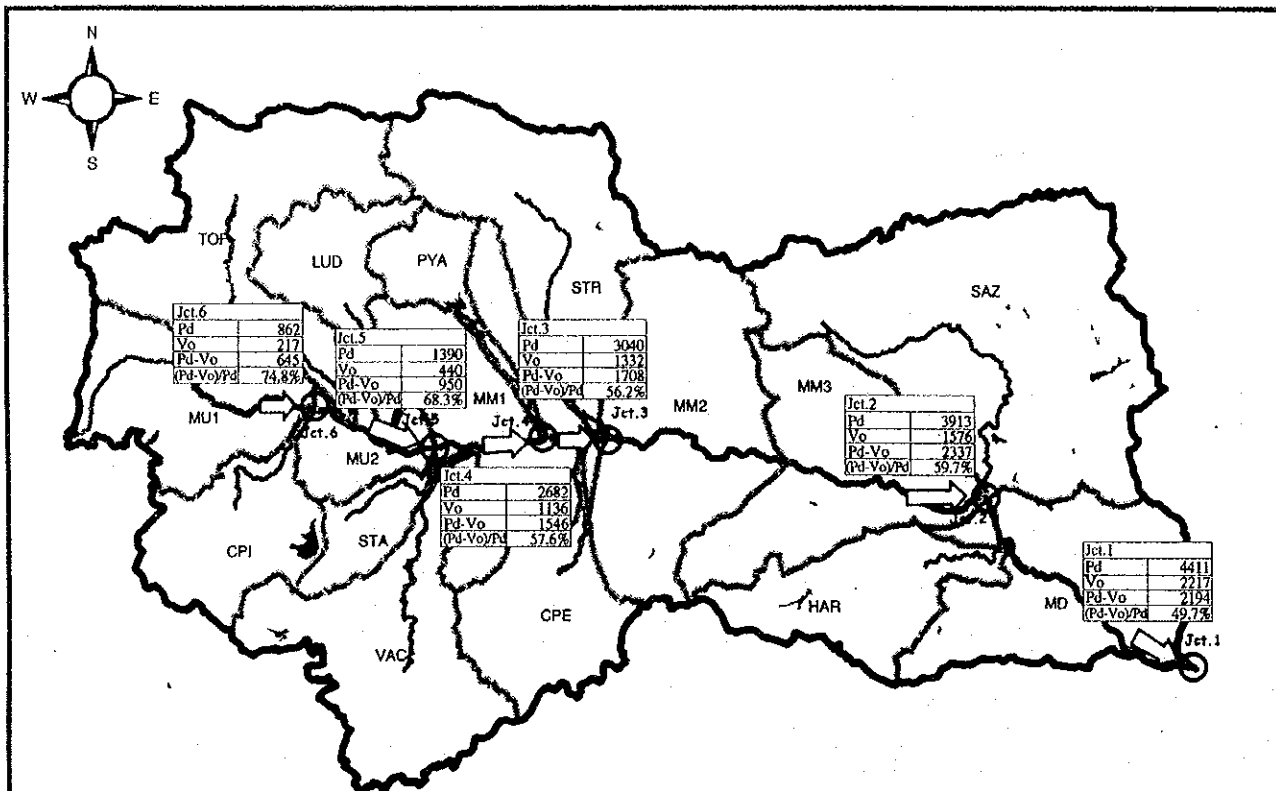 N
W E
S
TOP
LUD
PYA
STR
SAZ
Jct.6
Pd 862
Vo 217
Pd-Vo 645
(Pd-Vo)/Pd 74.8%
Jct.5
Pd 1390
Vo 440
Pd-Vo 950
(Pd-Vo)/Pd 68.3%
Jct.3
Pd 3040
Vo 1332
Pd-Vo 1708
(Pd-Vo)/Pd 56.2%
MM1
MM2
MM3
Jct.2
Pd 3913
Vo 1576
Pd-Vo 2337
(Pd-Vo)/Pd 59.7%
MU1
Jct.6
Jct.5
Jct.4
Jct.3
MU2
Jct.4
Pd 2682
Vo 1136
Pd-Vo 1546
(Pd-Vo)/Pd 57.6%
Jct.2
CPI
STA
Jct.1
Pd 4411
Vo 2217
Pd-Vo 2194
(Pd-Vo)/Pd 49.7%
HAR
MD
CPE
VAC
Jct.1